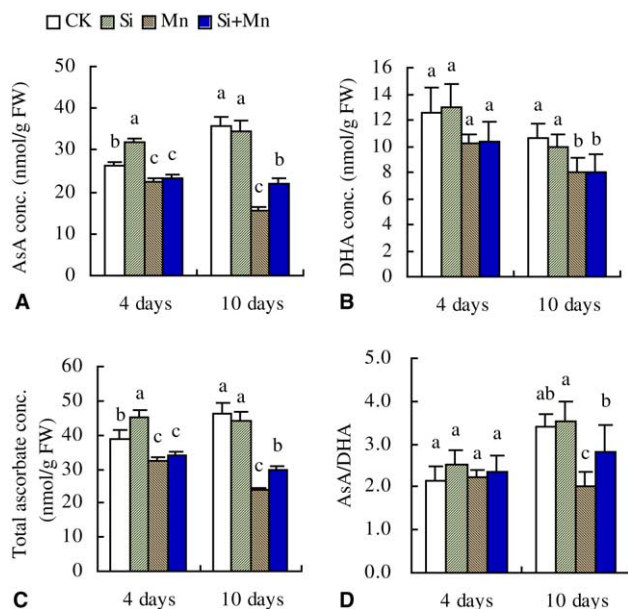 CK Si Mn Si+Mn
AsA conc. (nmol/g FW)
50
40
30
20
10
0
b a c c a a c b
4 days 10 days
A
DHA conc. (nmol/g FW)
16
14
12
10
8
6
4
2
0
a a a a a a b b
4 days 10 days
B
Total ascorbate conc.
(nmol/g FW)
60
50
40
30
20
10
0
b a c c a a c b
4 days 10 days
C
AsA/DHA
5.0
4.0
3.0
2.0
1.0
0.0
a a a a ab a c b
4 days 10 days
D